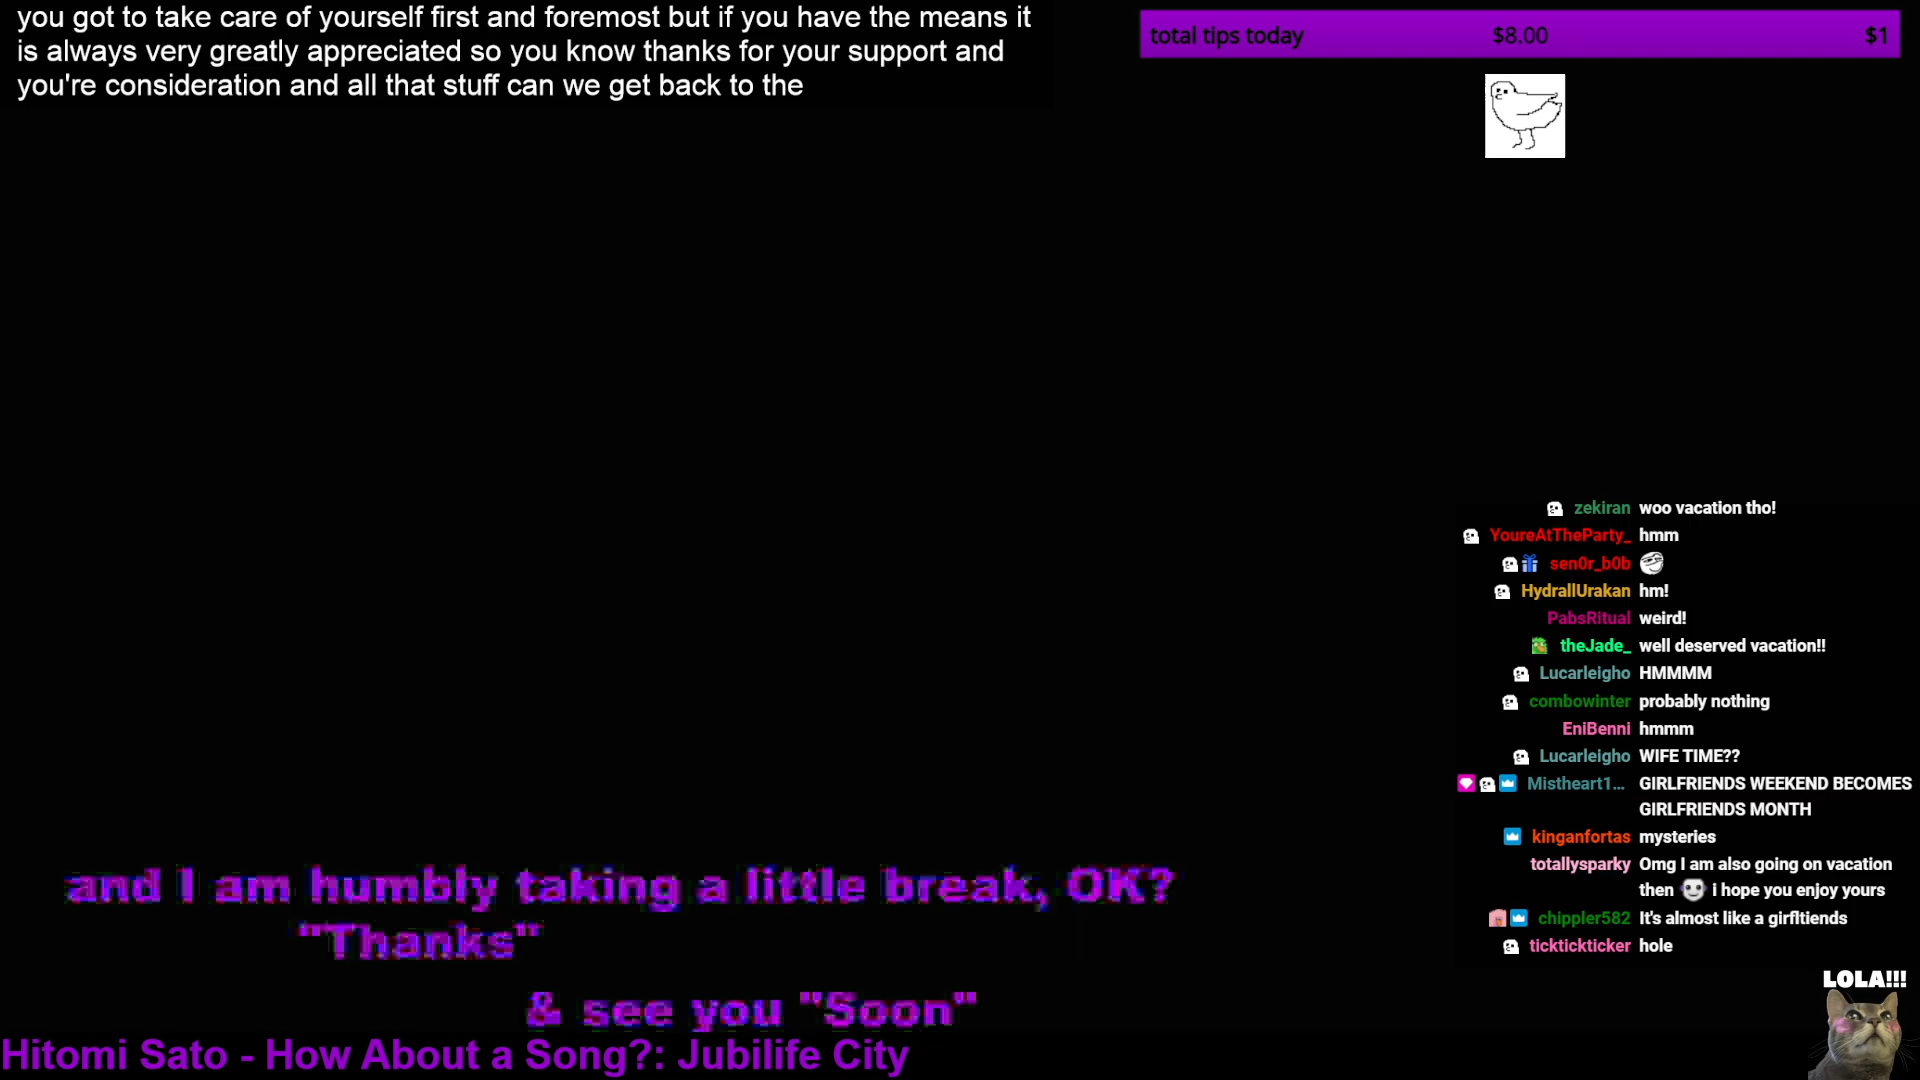 you got to take care of yourself first and foremost but if you have the means it
is always very greatly appreciated so you know thanks for your support and
you're consideration and all that stuff can we get back to the
total tips today $8.00 $1
zekiran woo vacation tho!
YoureAtTheParty_ hmm
sen0r_b0b
HydrallUrakan hm!
PabsRitual weird!
theJade_ well deserved vacation!!
Lucarleigho HMMMM
combowinter probably nothing
EniBenni hmmm
Lucarleigho WIFE TIME??
Mistheart1... GIRLFRIENDS WEEKEND BECOMES
GIRLFRIENDS MONTH
kinganfortas mysteries
totallysparky Omg I am also going on vacation
then i hope you enjoy yours
chippler582 It's almost like a girfltiends
ticktickticker hole
and I am humbly taking a little break, OK?
"Thanks"
& see you "Soon"
LOLA!!!
Hitomi Sato - How About a Song?: Jubilife City